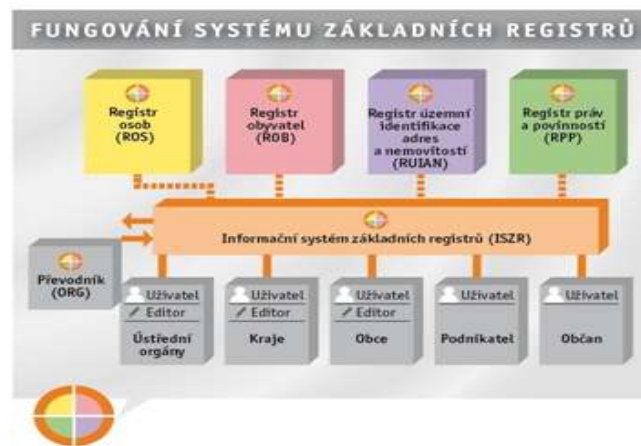 FUNGOVÁNÍ SYSTÉMU ZÁKLADNÍCH REGISTRŮ
Registr
osob
(ROS)
Registr
obyvatel
(ROB)
Registr územní
identifikace
adres
a nemovitostí
(RUIAN)
Registr práv
a povinností
(RPP)
Informační systém základních registrů (ISZR)
Převodník
(ORG)
Uživatel
Editor
Ústřední
orgány
Uživatel
Editor
Kraje
Uživatel
Editor
Obce
Uživatel
Podnikatel
Uživatel
Občan